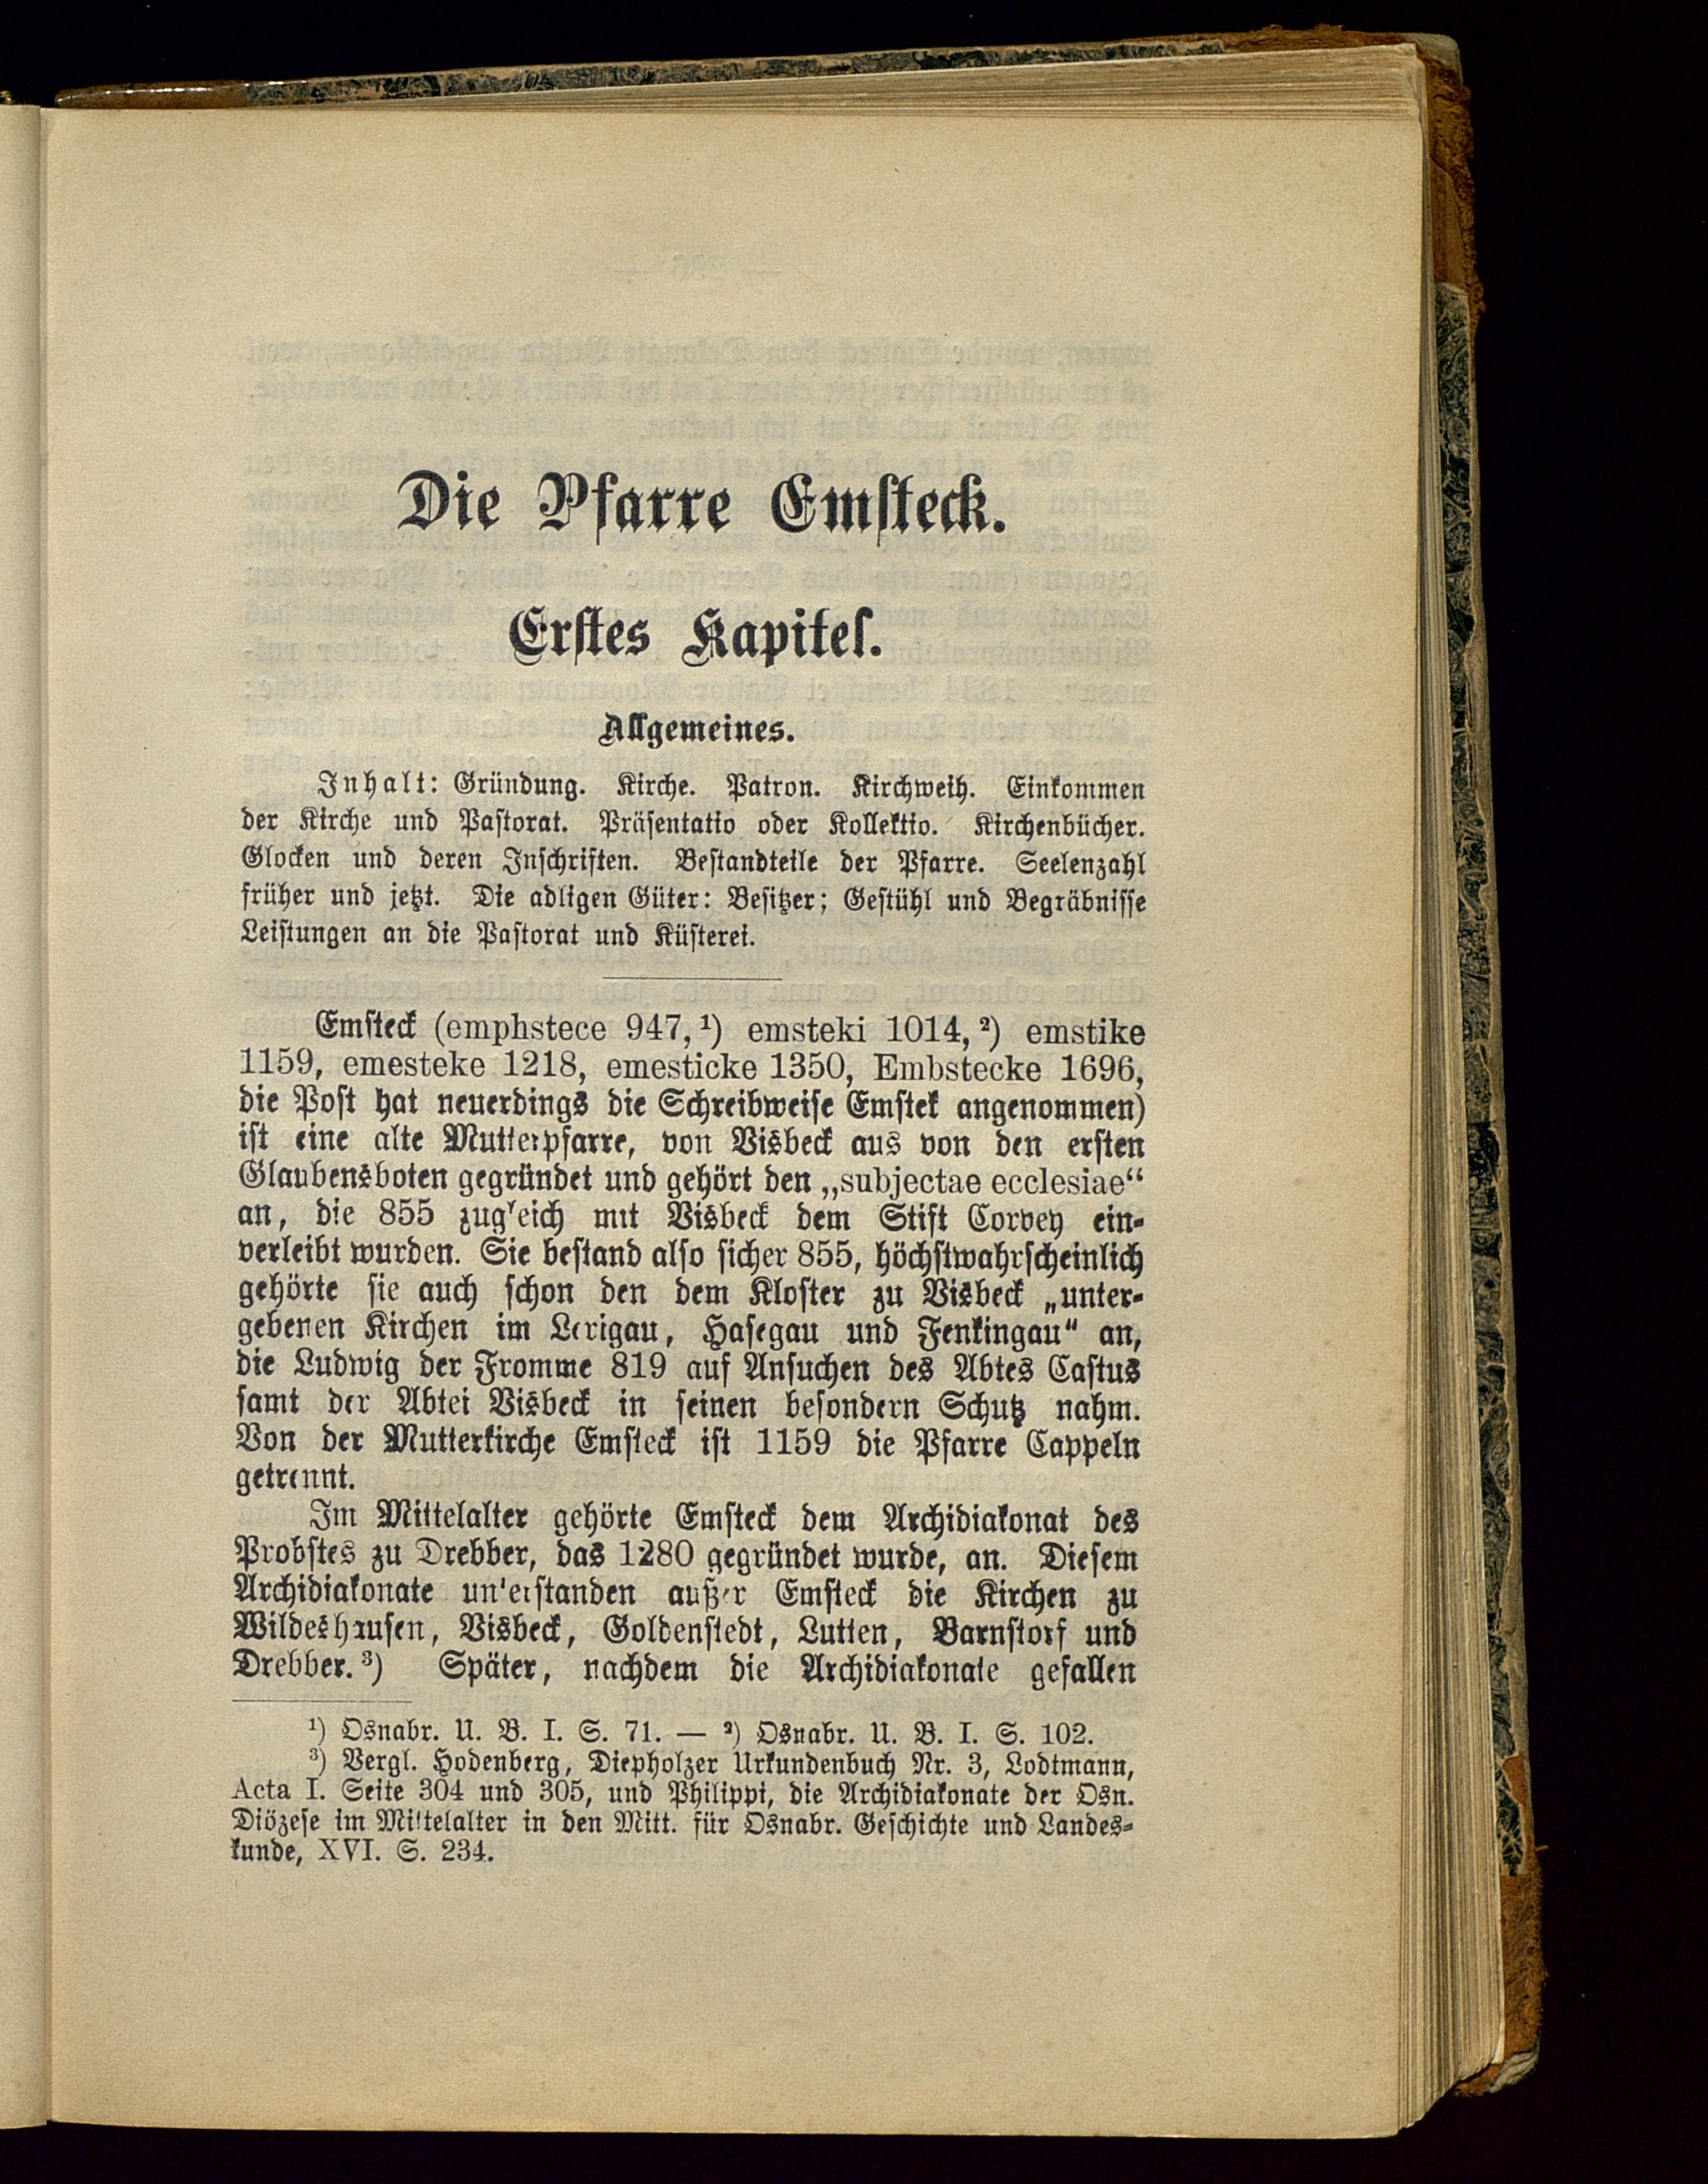 Die Pfarre Emsteck.
Erstes Kapitel.
Allgemeines.
Inhalt: Gründung. Kirche. Patron. Kirchweih. Einkommen
der Kirche und Pastorat. Präsentatio oder Kollektio. Kirchenbücher.
Glocken und deren Inschriften. Bestandteile der Pfarre. Seelenzahl
früher und jetzt. Die adligen Güter: Besitzer; Gestühl und Begräbnisse
Leistungen an die Pastorat und Küsterei.
Emsteck (emphstece 947,¹) emsteki 1014,²) emstike
1159, emesteke 1218, emesticke 1350, Embstecke 1696,
die Post hat neuerdings die Schreibweise Emstek angenommen)
ist eine alte Mutterpfarre, von Visbeck aus von den ersten
Glaubensboten gegründet und gehört den „subjectae ecclesiae“
an, die 855 zugleich mit Visbeck dem Stift Corvey ein-
verleibt wurden. Sie bestand also sicher 855, höchstwahrscheinlich
gehörte sie auch schon den dem Kloster zu Visbeck „unter-
gebenen Kirchen im Lerigau, Hasegau und Fenkingau“ an,
die Ludwig der Fromme 819 auf Ansuchen des Abtes Castus
samt der Abtei Visbeck in seinen besondern Schutz nahm.
Von der Mutterkirche Emsteck ist 1159 die Pfarre Cappeln
getrennt.
Im Mittelalter gehörte Emsteck dem Archidiakonat des
Probstes zu Drebber, das 1280 gegründet wurde, an. Diesem
Archidiakonate unterstanden außer Emsteck die Kirchen zu
Wildeshausen, Visbeck, Goldenstedt, Lutten, Barnstorf und
Drebber.³) Später, nachdem die Archidiakonate gefallen
¹) Osnabr. U. B. I. S. 71. — ²) Osnabr. U. B. I. S. 102.
³) Vergl. Hodenberg, Diepholzer Urkundenbuch Nr. 3, Lodtmann,
Acta I. Seite 304 und 305, und Philippi, die Archidiakonate der Osn.
Diözese im Mittelalter in den Mitt. für Osnabr. Geschichte und Landes-
kunde, XVI. S. 234.